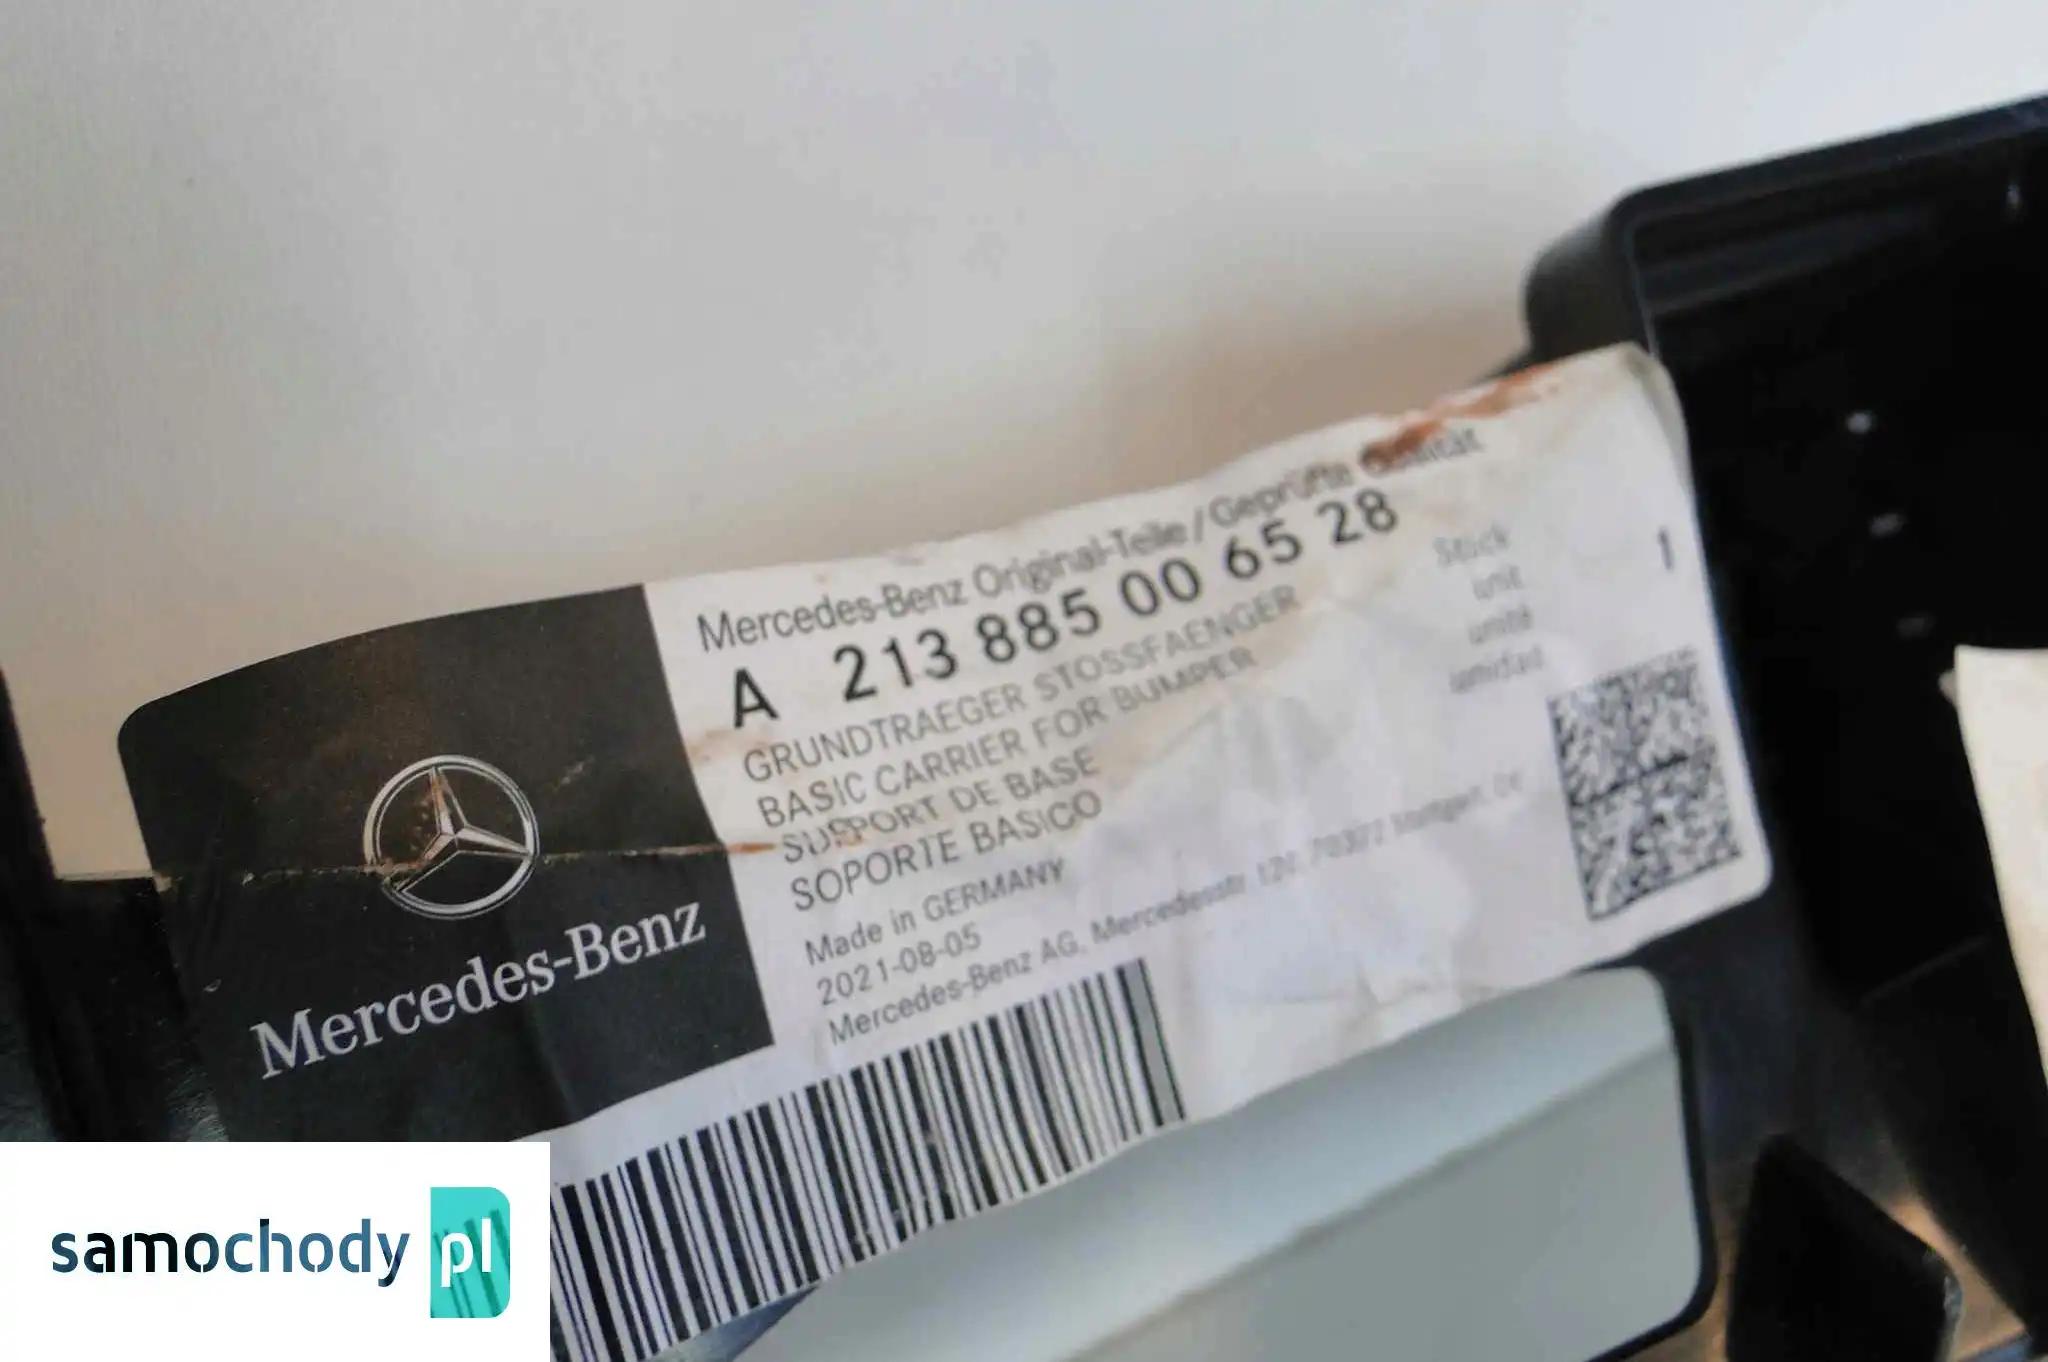 Mercedes-Benz
Mercedes-Benz Original-Teile / Geprüfte Qualität
A 213 885 00 65 28
GRUNDTRAEGER STOSSFAENGER
BASIC CARRIER FOR BUMPER
SUPPORT DE BASE
SOPORTE BASICO
Stück 1
unit
unité
unidad
Made in GERMANY
2021-08-05
Mercedes-Benz AG, Mercedesstr. 120, 70372 Stuttgart, DE
samochody pl